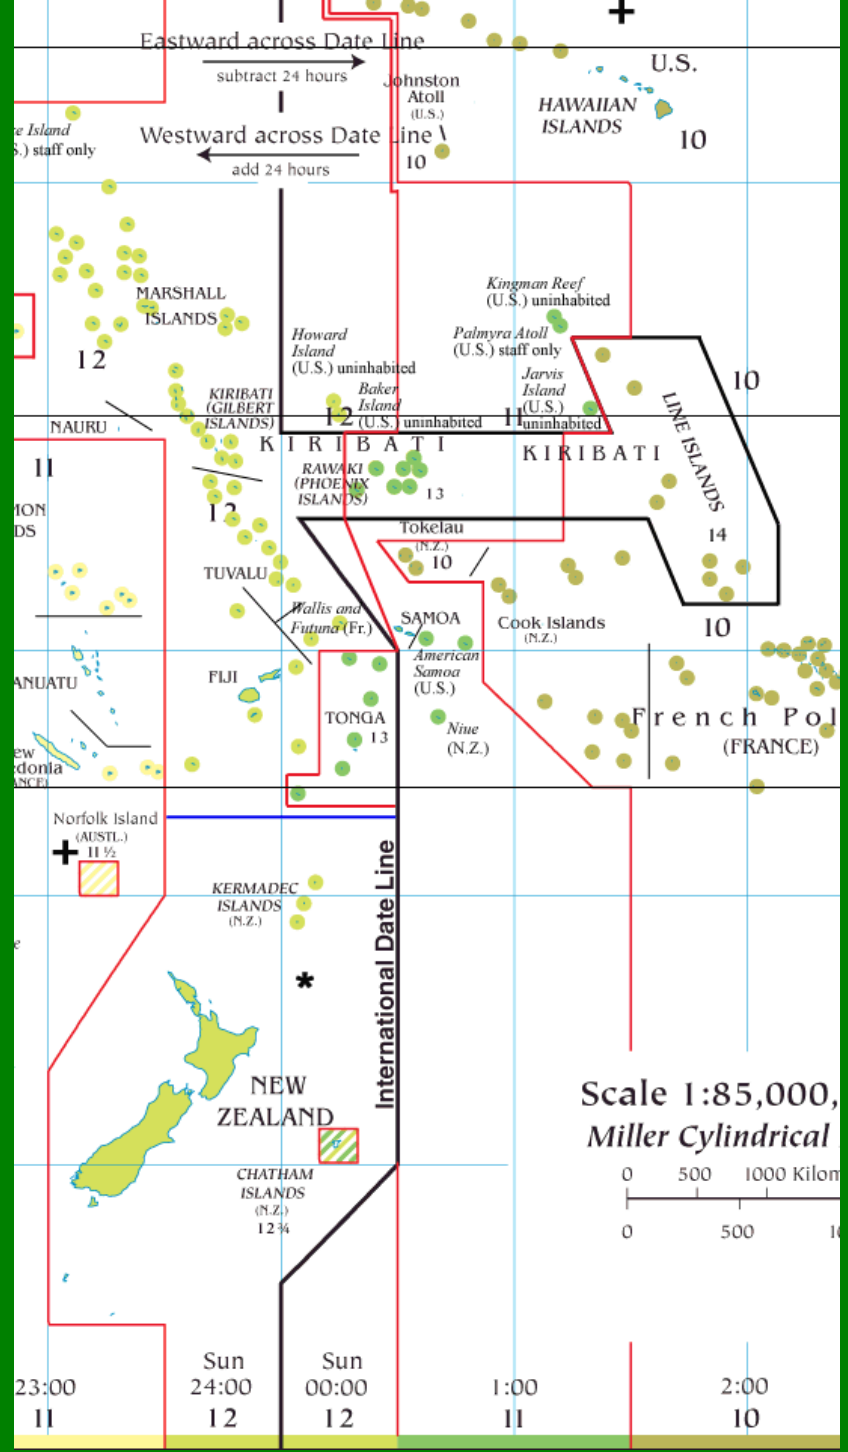 Eastward across Date Line
subtract 24 hours
U.S.
Johnston
Atoll
(U.S.)
HAWAIIAN
ISLANDS
Island
staff only
Westward across Date Line
10
10
add 24 hours
Kingman Reef
(U.S.) uninhabited
MARSHALL
ISLANDS
Howard
Island
(U.S.) uninhabited
Palmyra Atoll
(U.S.) staff only
12
Jarvis
Island
(U.S.)
uninhabited
10
KIRIBATI
(GILBERT
ISLANDS)
Baker
Island
(U.S.) uninhabited
12
11
LINE ISLANDS
NAURU
KIRIBATI
KIRIBATI
11
RAWAKI
(PHOENIX
ISLANDS)
13
12
Tokelau
(N.Z.)
10
14
TUVALU
Wallis and
Futuna (Fr.)
SAMOA
Cook Islands
(N.Z.)
10
American
Samoa
(U.S.)
FIJI
TONGA
13
Niue
(N.Z.)
French Pol
(FRANCE)
Norfolk Island
(AUSTL.)
11 ½
KERMADEC
ISLANDS
(N.Z.)
*
International Date Line
NEW
ZEALAND
Scale 1:85,000,
Miller Cylindrical
CHATHAM
ISLANDS
(N.Z.)
12 ¾
0 500 1000 Kilom
0 500
Sun Sun
23:00 24:00 00:00 1:00 2:00
11 12 12 11 10